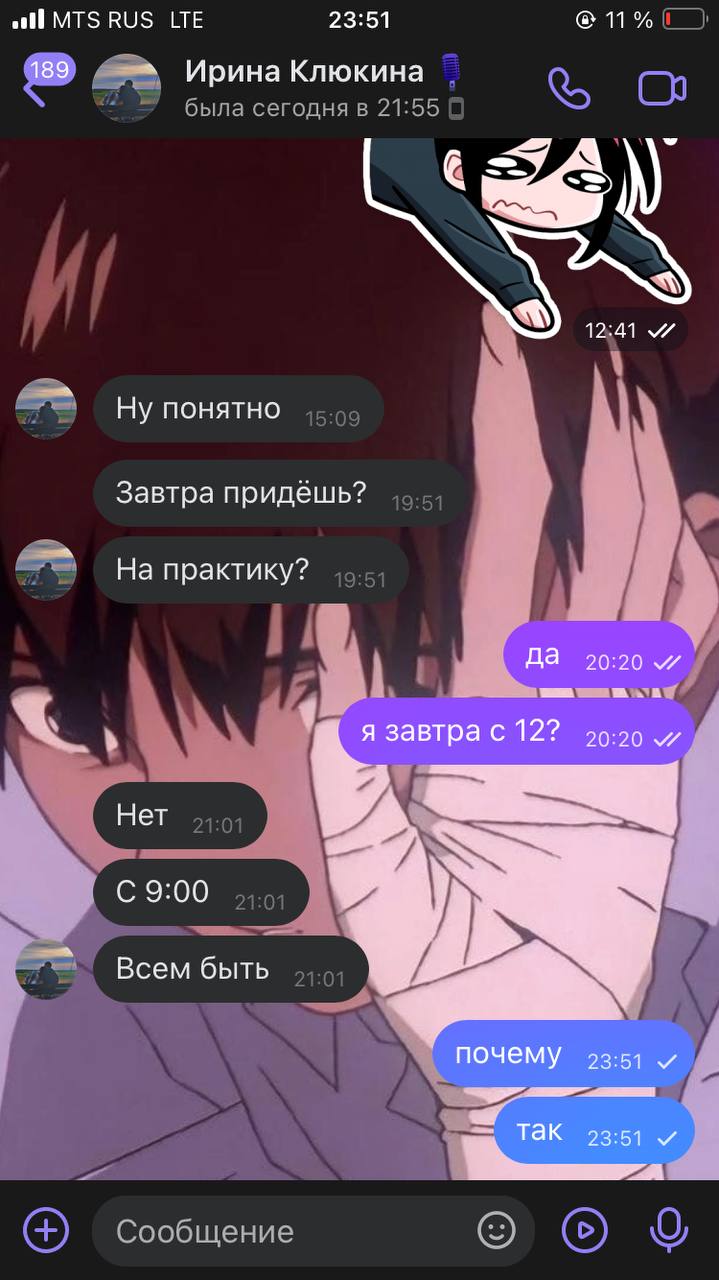 MTS RUS LTE 23:51 11 %
189
Ирина Клюкина
была сегодня в 21:55
12:41
Ну понятно 15:09
Завтра придёшь? 19:51
На практику? 19:51
да 20:20
я завтра с 12? 20:20
Нет 21:01
С 9:00 21:01
Всем быть 21:01
почему 23:51
так 23:51
Сообщение